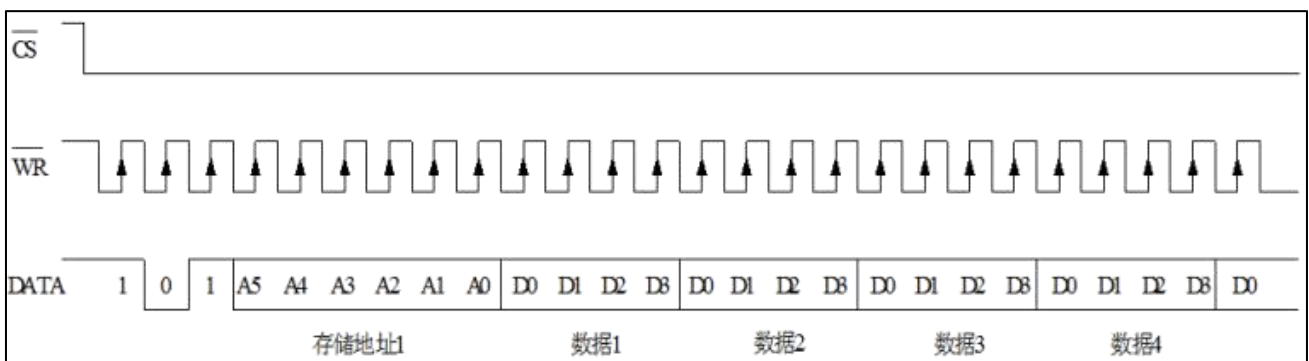 CS
WR
DATA 1 0 1 A5 A4 A3 A2 A1 A0 D0 D1 D2 D3 D0 D1 D2 D3 D0 D1 D2 D3 D0 D1 D2 D3 D0
存储地址1 数据1 数据2 数据3 数据4